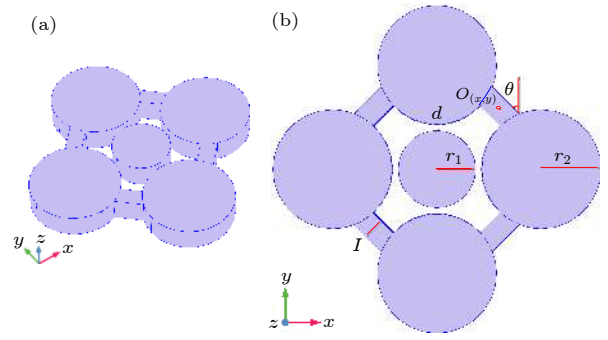 (a)
y z x
(b)
O(x,y) θ
d
r1
r2
I
y
z x